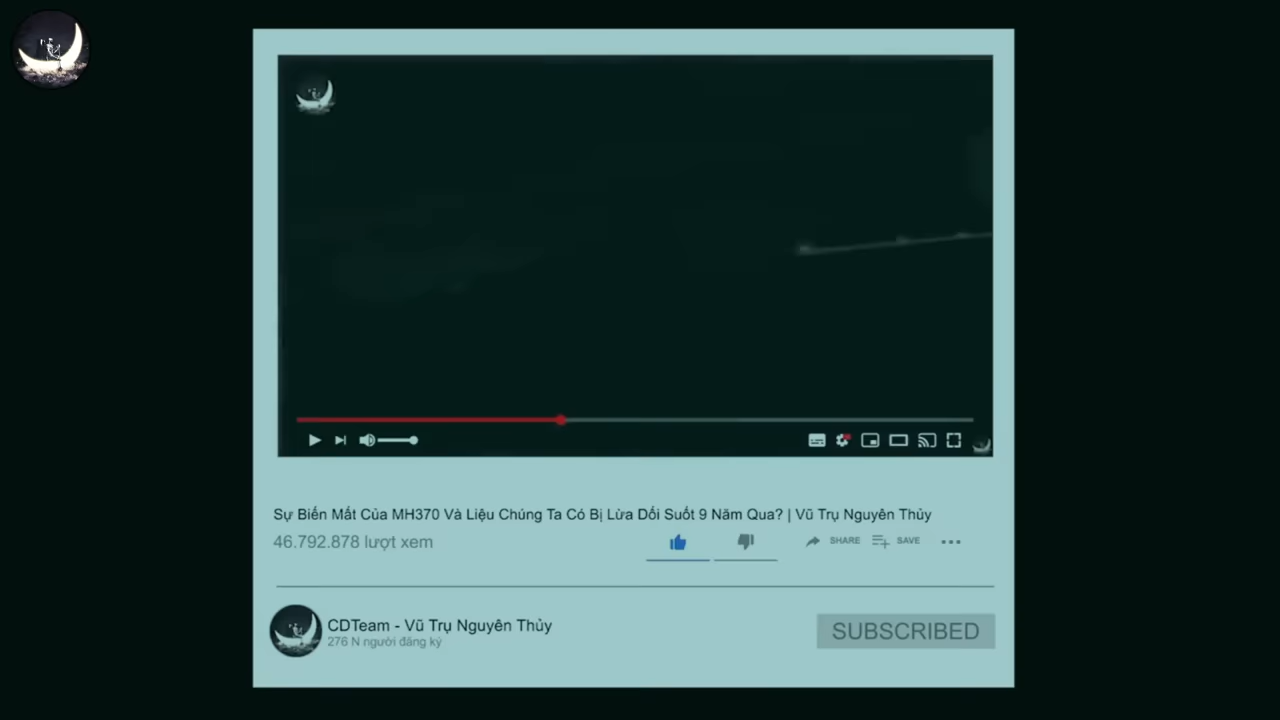 Sự Biến Mất Của MH370 Và Liệu Chúng Ta Có Bị Lừa Dối Suốt 9 Năm Qua? | Vũ Trụ Nguyên Thủy
46.792.878 lượt xem
SHARE
SAVE
CDTeam - Vũ Trụ Nguyên Thủy
276 N người đăng ký
SUBSCRIBED